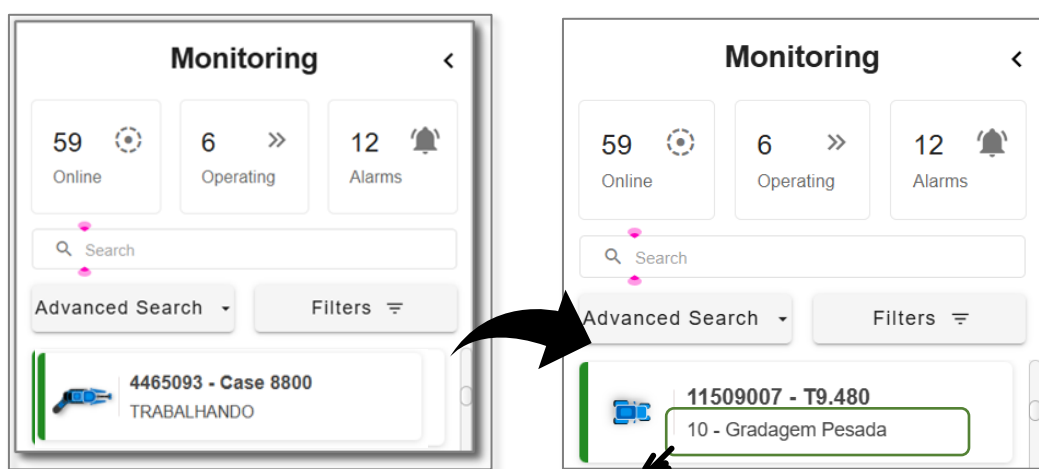 Monitoring
59
Online
6
Operating
12
Alarms
Search
Advanced Search
Filters
4465093 - Case 8800
TRABALHANDO
Monitoring
59
Online
6
Operating
12
Alarms
Search
Advanced Search
Filters
11509007 - T9.480
10 - Gradagem Pesada